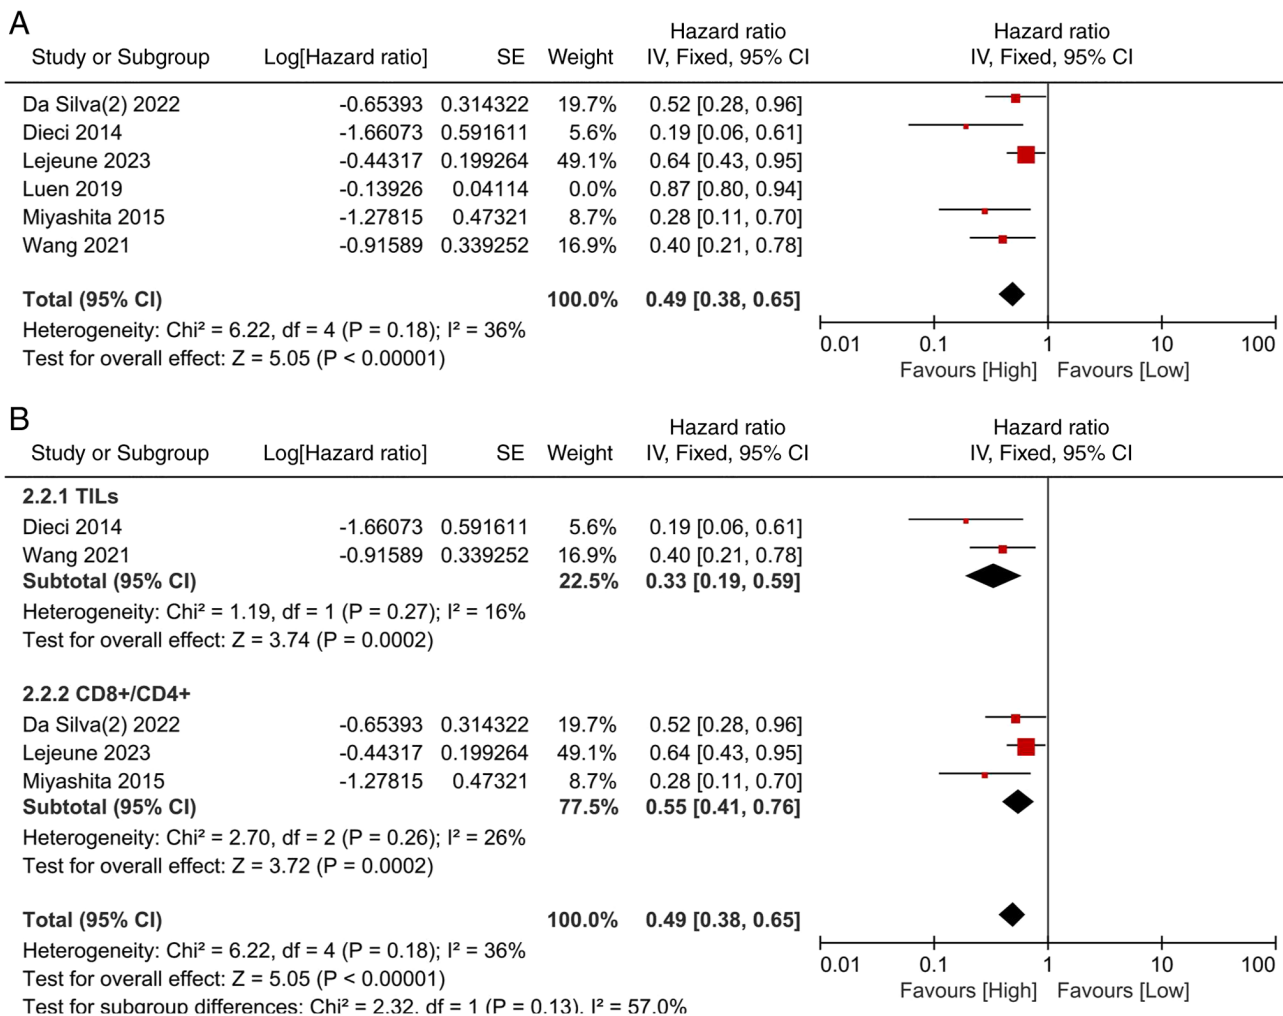 A
Hazard ratio Hazard ratio
Study or Subgroup Log[Hazard ratio] SE Weight IV, Fixed, 95% CI IV, Fixed, 95% CI
Da Silva(2) 2022 -0.65393 0.314322 19.7% 0.52 [0.28, 0.96]
Dieci 2014 -1.66073 0.591611 5.6% 0.19 [0.06, 0.61]
Lejeune 2023 -0.44317 0.199264 49.1% 0.64 [0.43, 0.95]
Luen 2019 -0.13926 0.04114 0.0% 0.87 [0.80, 0.94]
Miyashita 2015 -1.27815 0.47321 8.7% 0.28 [0.11, 0.70]
Wang 2021 -0.91589 0.339252 16.9% 0.40 [0.21, 0.78]
Total (95% CI) 100.0% 0.49 [0.38, 0.65]
Heterogeneity: Chi² = 6.22, df = 4 (P = 0.18); I² = 36%
Test for overall effect: Z = 5.05 (P < 0.00001)
0.01 0.1 1 10 100
Favours [High] Favours [Low]
B
Hazard ratio Hazard ratio
Study or Subgroup Log[Hazard ratio] SE Weight IV, Fixed, 95% CI IV, Fixed, 95% CI
2.2.1 TILs
Dieci 2014 -1.66073 0.591611 5.6% 0.19 [0.06, 0.61]
Wang 2021 -0.91589 0.339252 16.9% 0.40 [0.21, 0.78]
Subtotal (95% CI) 22.5% 0.33 [0.19, 0.59]
Heterogeneity: Chi² = 1.19, df = 1 (P = 0.27); I² = 16%
Test for overall effect: Z = 3.74 (P = 0.0002)
2.2.2 CD8+/CD4+
Da Silva(2) 2022 -0.65393 0.314322 19.7% 0.52 [0.28, 0.96]
Lejeune 2023 -0.44317 0.199264 49.1% 0.64 [0.43, 0.95]
Miyashita 2015 -1.27815 0.47321 8.7% 0.28 [0.11, 0.70]
Subtotal (95% CI) 77.5% 0.55 [0.41, 0.76]
Heterogeneity: Chi² = 2.70, df = 2 (P = 0.26); I² = 26%
Test for overall effect: Z = 3.72 (P = 0.0002)
Total (95% CI) 100.0% 0.49 [0.38, 0.65]
Heterogeneity: Chi² = 6.22, df = 4 (P = 0.18); I² = 36%
Test for overall effect: Z = 5.05 (P < 0.00001)
Test for subgroup differences: Chi² = 2.32, df = 1 (P = 0.13), I² = 57.0%
0.01 0.1 1 10 100
Favours [High] Favours [Low]